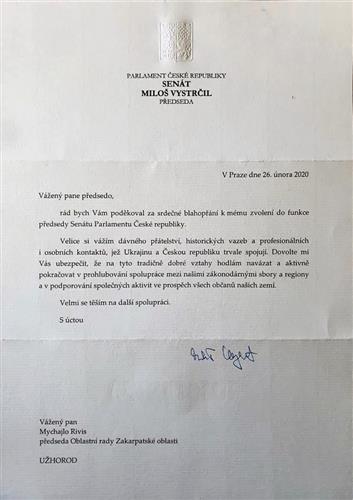 PARLAMENT ČESKÉ REPUBLIKY
SENÁT
MILOŠ VYSTRČIL
PŘEDSEDA
V Praze dne 26. února 2020
Vážený pane předsedo,
rád bych Vám poděkoval za srdečné blahopřání k mému zvolení do funkce
předsedy Senátu Parlamentu České republiky.
Velice si vážím dávného přátelství, historických vazeb a profesionálních
i osobních kontaktů, jež Ukrajinu a Českou republiku trvale spojují. Dovolte mi
Vás ubezpečit, že na tyto tradičně dobré vztahy hodlám navázat a aktivně
pokračovat v prohlubování spolupráce mezi našimi zákonodárnými sbory a regiony
a v podporování společných aktivit ve prospěch všech občanů našich zemí.
Velmi se těším na další spolupráci.
S úctou
Vážený pan
Mychajlo Rivis
předseda Oblastní rady Zakarpatské oblasti
UŽHOROD